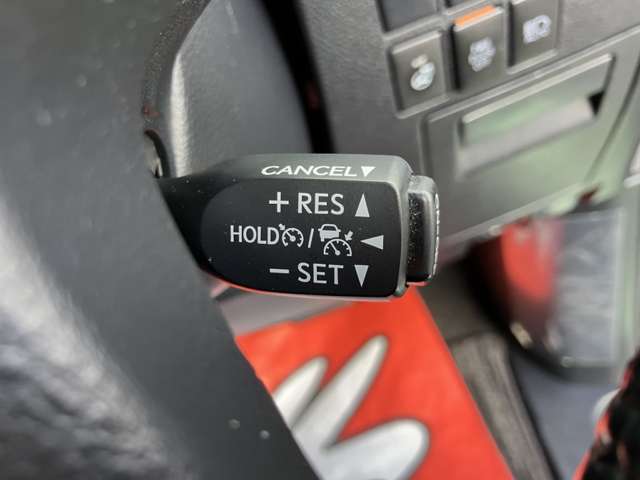 CANCEL▼
+ RES ▲
HOLD / ◀
− SET ▼